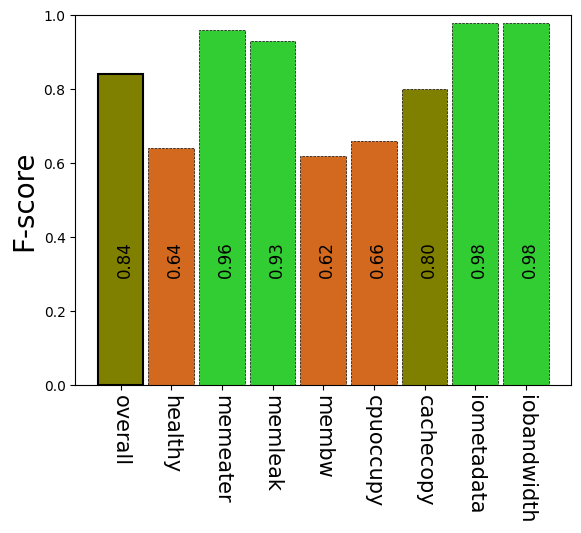 F-score
1.0
0.8
0.6
0.4
0.2
0.0
0.84
0.64
0.96
0.93
0.62
0.66
0.80
0.98
0.98
overall
healthy
memeater
memleak
membw
cpuoccupy
cachecopy
iometadata
iobandwidth